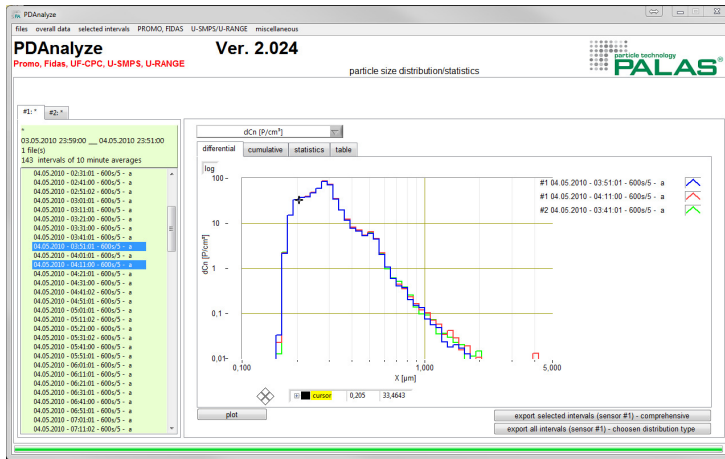 PDAnalyze
files overall data selected intervals PROMO, FIDAS U-SMPS/U-RANGE miscellaneous
PDAnalyze Ver. 2.024
Promo, Fidas, UF-CPC, U-SMPS, U-RANGE
particle size distribution/statistics
particle technology
PALAS®
#1: * #2: *
*
03.05.2010 23:59:00 __ 04.05.2010 23:51:00
1 file(s)
143 intervals of 10 minute averages
04.05.2010 - 02:31:01 - 600s/5 - a
04.05.2010 - 02:41:00 - 600s/5 - a
04.05.2010 - 02:51:02 - 600s/5 - a
04.05.2010 - 03:01:01 - 600s/5 - a
04.05.2010 - 03:11:01 - 600s/5 - a
04.05.2010 - 03:21:00 - 600s/5 - a
04.05.2010 - 03:31:00 - 600s/5 - a
04.05.2010 - 03:41:01 - 600s/5 - a
04.05.2010 - 03:51:01 - 600s/5 - a
04.05.2010 - 04:01:01 - 600s/5 - a
04.05.2010 - 04:11:00 - 600s/5 - a
04.05.2010 - 04:21:01 - 600s/5 - a
04.05.2010 - 04:31:00 - 600s/5 - a
04.05.2010 - 04:41:02 - 600s/5 - a
04.05.2010 - 04:51:01 - 600s/5 - a
04.05.2010 - 05:01:01 - 600s/5 - a
04.05.2010 - 05:11:02 - 600s/5 - a
04.05.2010 - 05:21:00 - 600s/5 - a
04.05.2010 - 05:31:02 - 600s/5 - a
04.05.2010 - 05:41:00 - 600s/5 - a
04.05.2010 - 05:51:01 - 600s/5 - a
04.05.2010 - 06:01:01 - 600s/5 - a
04.05.2010 - 06:11:01 - 600s/5 - a
04.05.2010 - 06:21:01 - 600s/5 - a
04.05.2010 - 06:31:01 - 600s/5 - a
04.05.2010 - 06:41:00 - 600s/5 - a
04.05.2010 - 06:51:01 - 600s/5 - a
04.05.2010 - 07:01:01 - 600s/5 - a
04.05.2010 - 07:11:02 - 600s/5 - a
dCn [P/cm³]
differential cumulative statistics table
log
100
10
1
0,1
0,01
dCn [P/cm³]
0,100 1,000 5,000
X [µm]
#1 04.05.2010 - 03:51:01 - 600s/5 - a
#1 04.05.2010 - 04:11:00 - 600s/5 - a
#2 04.05.2010 - 03:41:01 - 600s/5 - a
cursor 0,205 33,4643
plot
export selected intervals (sensor #1) - comprehensive
export all intervals (sensor #1) - choosen distribution type